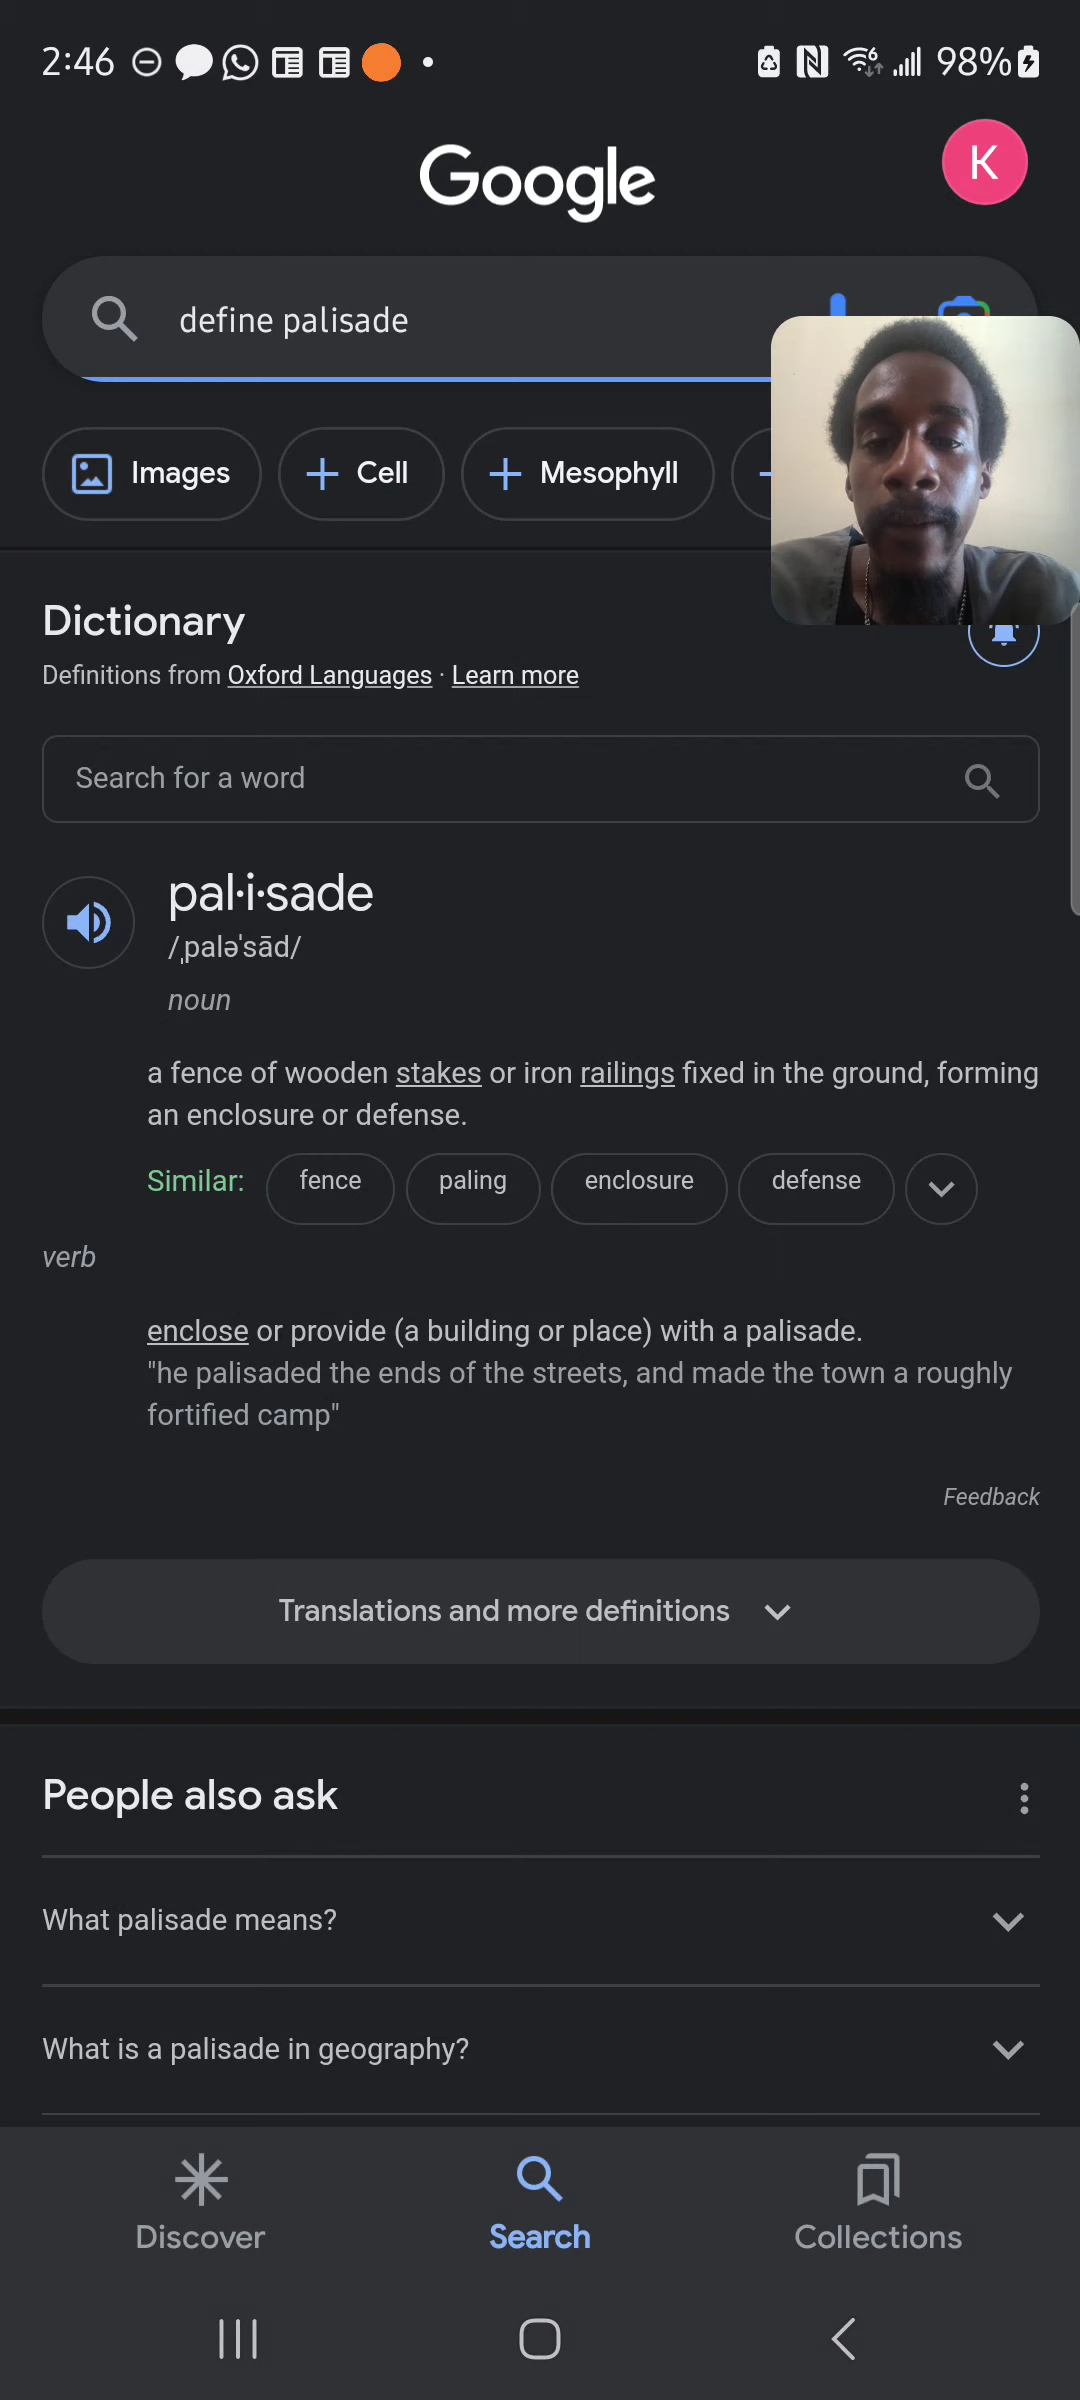 2:46
98%
Google
K
define palisade
Images
Cell
Mesophyll
Dictionary
Definitions from Oxford Languages · Learn more
Search for a word
pal·i·sade
/ˌpaləˈsād/
noun
a fence of wooden stakes or iron railings fixed in the ground, forming
an enclosure or defense.
Similar: fence paling enclosure defense
verb
enclose or provide (a building or place) with a palisade.
"he palisaded the ends of the streets, and made the town a roughly
fortified camp"
Feedback
Translations and more definitions
People also ask
What palisade means?
What is a palisade in geography?
Discover
Search
Collections